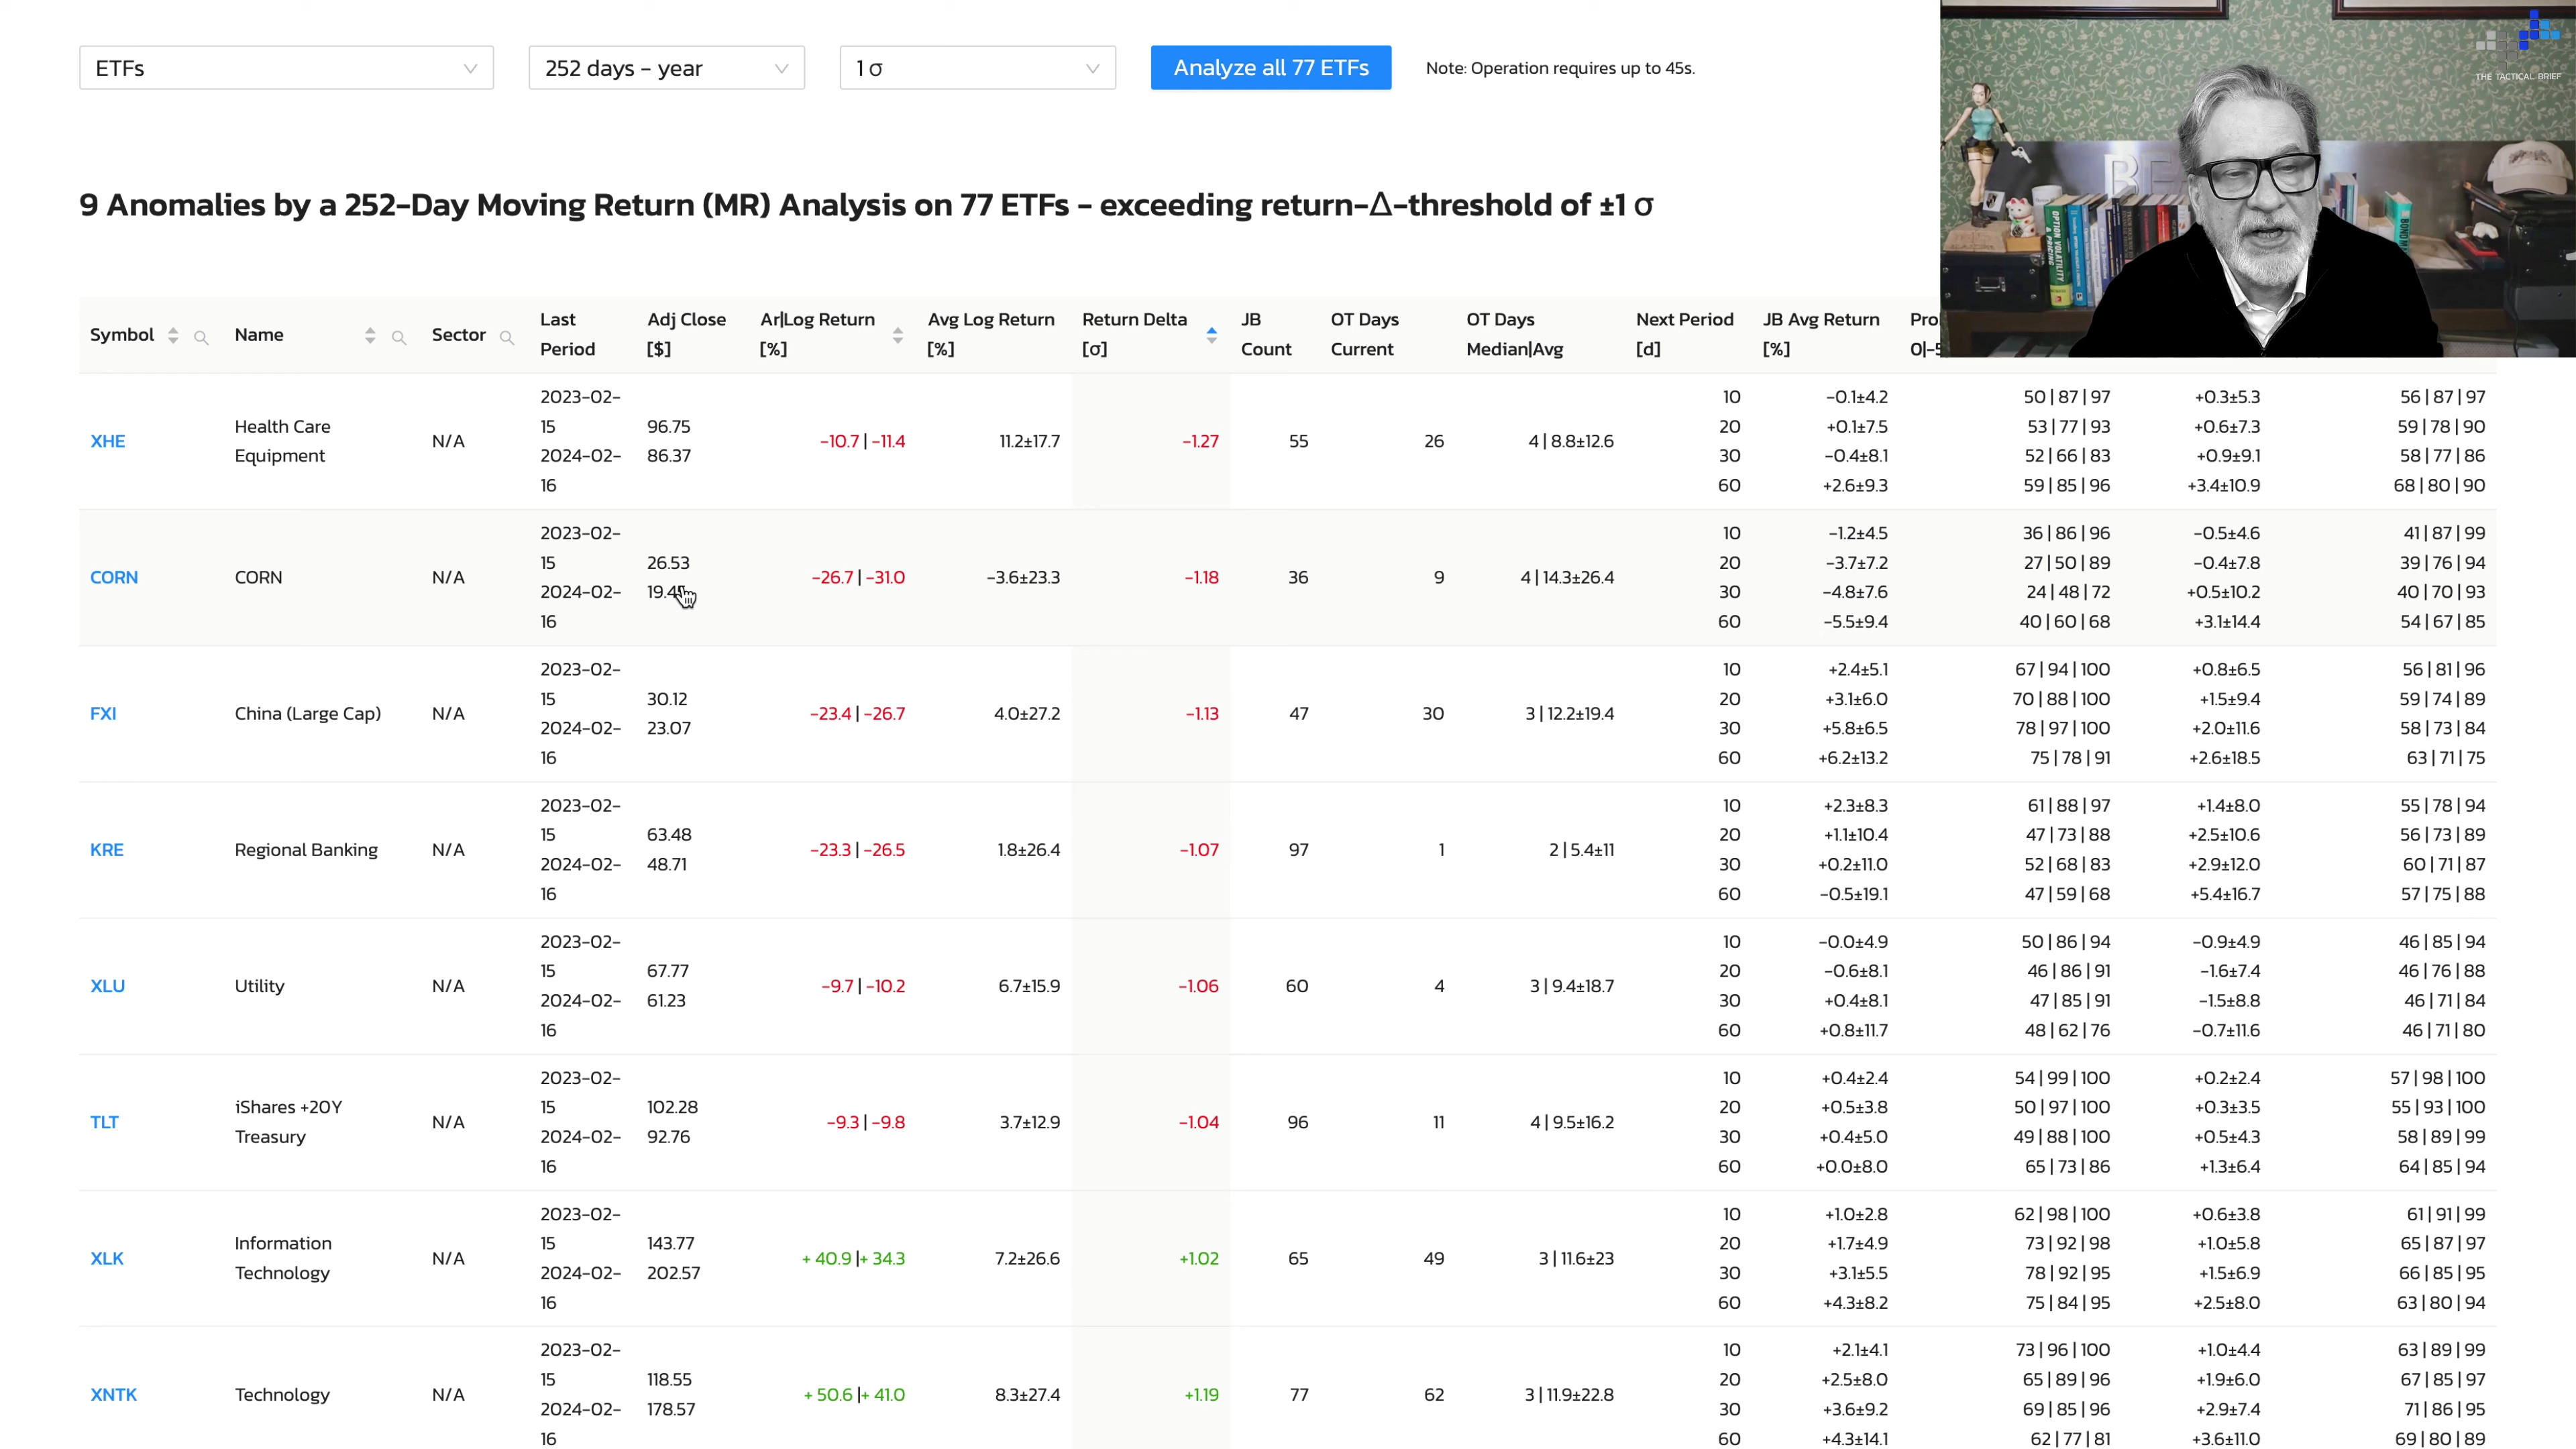 ETFs
252 days - year
1 σ
Analyze all 77 ETFs
Note: Operation requires up to 45s.
THE TACTICAL BRIEF
OPTION VOLATILITY
& PRICING
9 Anomalies by a 252-Day Moving Return (MR) Analysis on 77 ETFs - exceeding return-Δ-threshold of ±1 σ
Symbol Name Sector Last Period Adj Close [$] Ar|Log Return [%] Avg Log Return [%] Return Delta [σ] JB Count OT Days Current OT Days Median|Avg Next Period [d] JB Avg Return [%]
XHE Health Care Equipment N/A 2023-02-15 2024-02-16 96.75 86.37 -10.7 | -11.4 11.2±17.7 -1.27 55 26 4 | 8.8±12.6
10 -0.1±4.2 50 | 87 | 97 +0.3±5.3 56 | 87 | 97
20 +0.1±7.5 53 | 77 | 93 +0.6±7.3 59 | 78 | 90
30 -0.4±8.1 52 | 66 | 83 +0.9±9.1 58 | 77 | 86
60 +2.6±9.3 59 | 85 | 96 +3.4±10.9 68 | 80 | 90
CORN CORN N/A 2023-02-15 2024-02-16 26.53 -26.7 | -31.0 -3.6±23.3 -1.18 36 9 4 | 14.3±26.4
10 -1.2±4.5 36 | 86 | 96 -0.5±4.6 41 | 87 | 99
20 -3.7±7.2 27 | 50 | 89 -0.4±7.8 39 | 76 | 94
30 -4.8±7.6 24 | 48 | 72 +0.5±10.2 40 | 70 | 93
60 -5.5±9.4 40 | 60 | 68 +3.1±14.4 54 | 67 | 85
FXI China (Large Cap) N/A 2023-02-15 2024-02-16 30.12 23.07 -23.4 | -26.7 4.0±27.2 -1.13 47 30 3 | 12.2±19.4
10 +2.4±5.1 67 | 94 | 100 +0.8±6.5 56 | 81 | 96
20 +3.1±6.0 70 | 88 | 100 +1.5±9.4 59 | 74 | 89
30 +5.8±6.5 78 | 97 | 100 +2.0±11.6 58 | 73 | 84
60 +6.2±13.2 75 | 78 | 91 +2.6±18.5 63 | 71 | 75
KRE Regional Banking N/A 2023-02-15 2024-02-16 63.48 48.71 -23.3 | -26.5 1.8±26.4 -1.07 97 1 2 | 5.4±11
10 +2.3±8.3 61 | 88 | 97 +1.4±8.0 55 | 78 | 94
20 +1.1±10.4 47 | 73 | 88 +2.5±10.6 56 | 73 | 89
30 +0.2±11.0 52 | 68 | 83 +2.9±12.0 60 | 71 | 87
60 -0.5±19.1 47 | 59 | 68 +5.4±16.7 57 | 75 | 88
XLU Utility N/A 2023-02-15 2024-02-16 67.77 61.23 -9.7 | -10.2 6.7±15.9 -1.06 60 4 3 | 9.4±18.7
10 -0.0±4.9 50 | 86 | 94 -0.9±4.9 46 | 85 | 94
20 -0.6±8.1 46 | 86 | 91 -1.6±7.4 46 | 76 | 88
30 +0.4±8.1 47 | 85 | 91 -1.5±8.8 46 | 71 | 84
60 +0.8±11.7 48 | 62 | 76 -0.7±11.6 46 | 71 | 80
TLT iShares +20Y Treasury N/A 2023-02-15 2024-02-16 102.28 92.76 -9.3 | -9.8 3.7±12.9 -1.04 96 11 4 | 9.5±16.2
10 +0.4±2.4 54 | 99 | 100 +0.2±2.4 57 | 98 | 100
20 +0.5±3.8 50 | 97 | 100 +0.3±3.5 55 | 93 | 100
30 +0.4±5.0 49 | 88 | 100 +0.5±4.3 58 | 89 | 99
60 +0.0±8.0 65 | 73 | 86 +1.3±6.4 64 | 85 | 94
XLK Information Technology N/A 2023-02-15 2024-02-16 143.77 202.57 + 40.9 |+ 34.3 7.2±26.6 +1.02 65 49 3 | 11.6±23
10 +1.0±2.8 62 | 98 | 100 +0.6±3.8 61 | 91 | 99
20 +1.7±4.9 73 | 92 | 98 +1.0±5.8 65 | 87 | 97
30 +3.1±5.5 78 | 92 | 95 +1.5±6.9 66 | 85 | 95
60 +4.3±8.2 75 | 84 | 95 +2.5±8.0 63 | 80 | 94
XNTK Technology N/A 2023-02-15 2024-02-16 118.55 178.57 + 50.6 |+ 41.0 8.3±27.4 +1.19 77 62 3 | 11.9±22.8
10 +2.1±4.1 73 | 96 | 100 +1.0±4.4 63 | 89 | 99
20 +2.5±8.0 65 | 89 | 96 +1.9±6.0 67 | 85 | 97
30 +3.6±9.2 69 | 85 | 96 +2.9±7.4 71 | 86 | 95
60 +4.3±14.1 62 | 77 | 81 +3.6±11.0 69 | 80 | 89